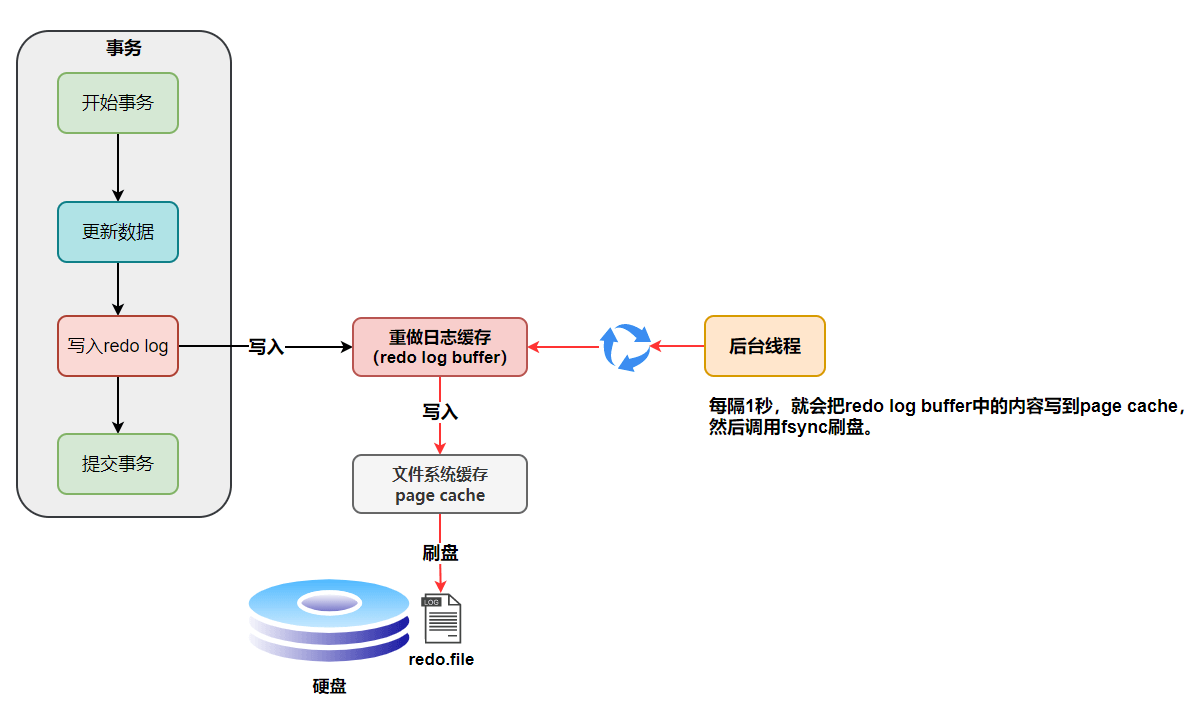 事务
开始事务
更新数据
写入redo log
提交事务
写入
重做日志缓存
（redo log buffer）
后台线程
每隔1秒，就会把redo log buffer中的内容写到page cache，
然后调用fsync刷盘。
写入
文件系统缓存
page cache
刷盘
LOG
redo.file
硬盘